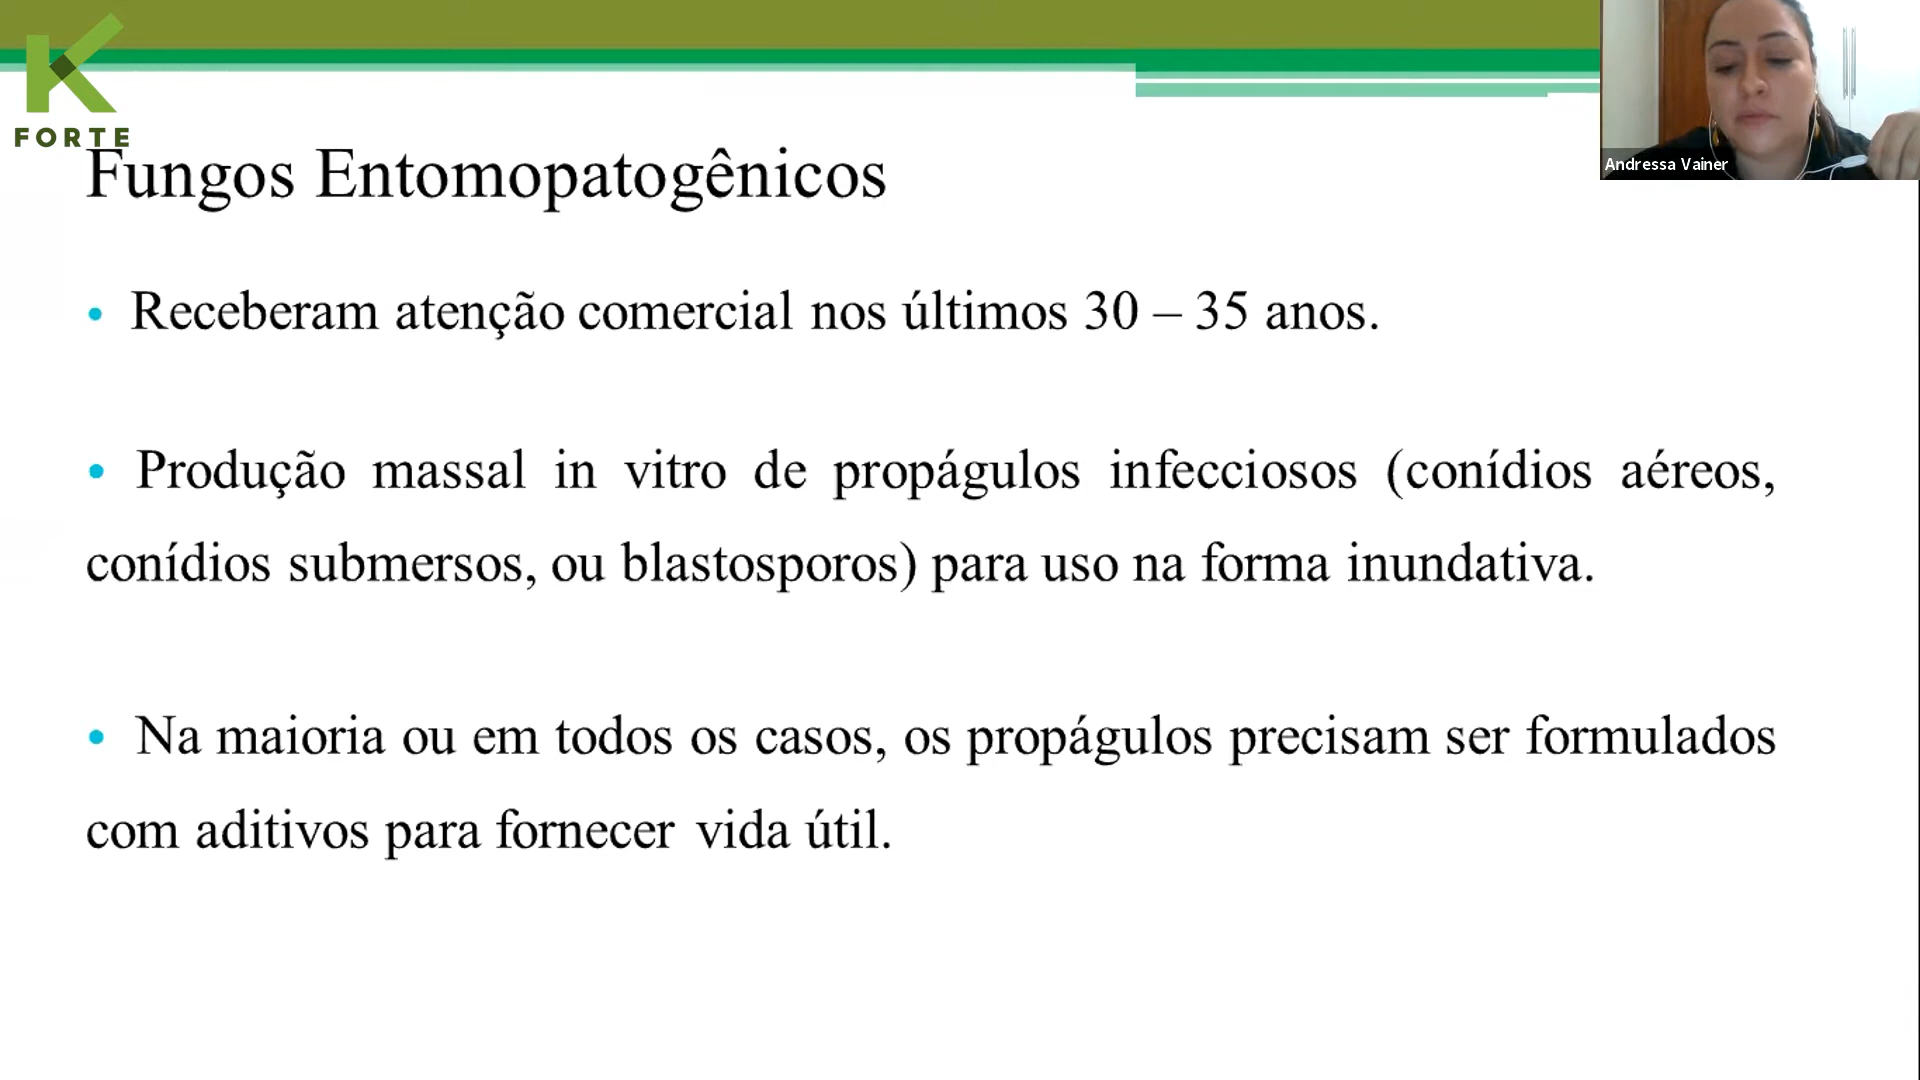 K
FORTE
Andressa Vainer
Fungos Entomopatogênicos
• Receberam atenção comercial nos últimos 30 – 35 anos.
• Produção massal in vitro de propágulos infecciosos (conídios aéreos,
conídios submersos, ou blastosporos) para uso na forma inundativa.
• Na maioria ou em todos os casos, os propágulos precisam ser formulados
com aditivos para fornecer vida útil.